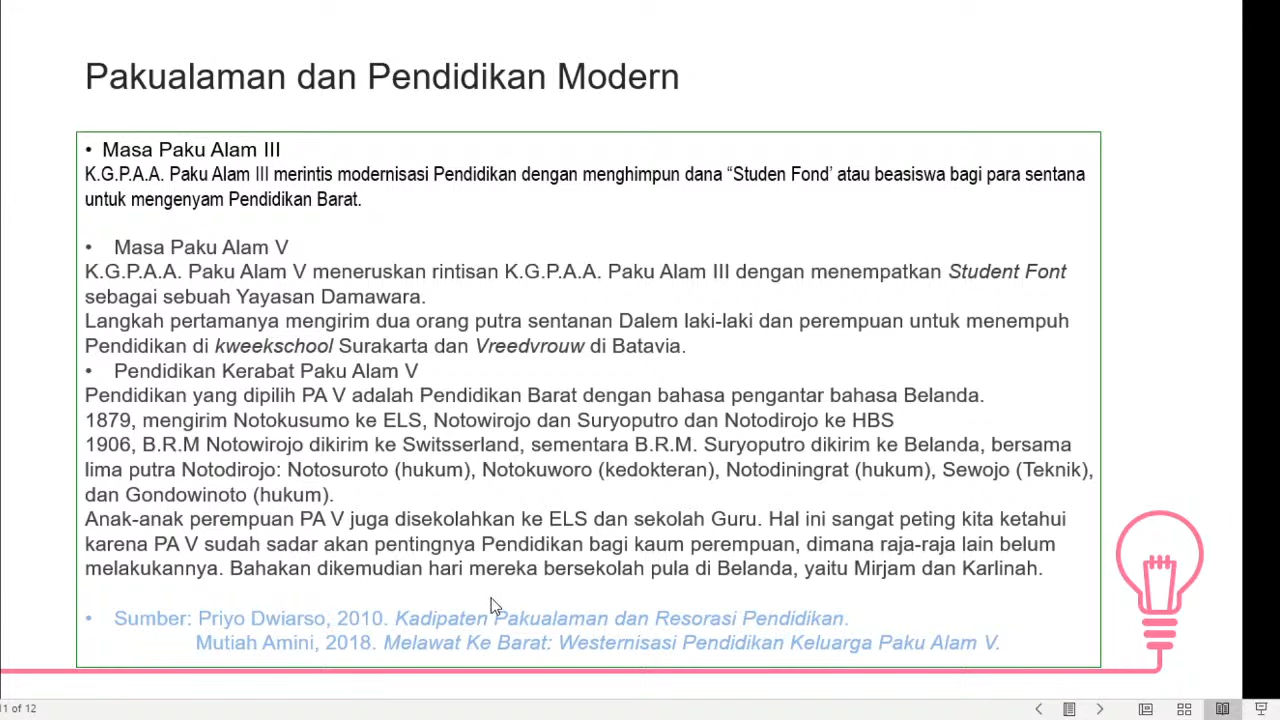 Pakualaman dan Pendidikan Modern
• Masa Paku Alam III
K.G.P.A.A. Paku Alam III merintis modernisasi Pendidikan dengan menghimpun dana “Studen Fond’ atau beasiswa bagi para sentana
untuk mengenyam Pendidikan Barat.
• Masa Paku Alam V
K.G.P.A.A. Paku Alam V meneruskan rintisan K.G.P.A.A. Paku Alam III dengan menempatkan Student Font
sebagai sebuah Yayasan Damawara.
Langkah pertamanya mengirim dua orang putra sentanan Dalem laki-laki dan perempuan untuk menempuh
Pendidikan di kweekschool Surakarta dan Vreedvrouw di Batavia.
• Pendidikan Kerabat Paku Alam V
Pendidikan yang dipilih PA V adalah Pendidikan Barat dengan bahasa pengantar bahasa Belanda.
1879, mengirim Notokusumo ke ELS, Notowirojo dan Suryoputro dan Notodirojo ke HBS
1906, B.R.M Notowirojo dikirim ke Switsserland, sementara B.R.M. Suryoputro dikirim ke Belanda, bersama
lima putra Notodirojo: Notosuroto (hukum), Notokuworo (kedokteran), Notodiningrat (hukum), Sewojo (Teknik),
dan Gondowinoto (hukum).
Anak-anak perempuan PA V juga disekolahkan ke ELS dan sekolah Guru. Hal ini sangat peting kita ketahui
karena PA V sudah sadar akan pentingnya Pendidikan bagi kaum perempuan, dimana raja-raja lain belum
melakukannya. Bahakan dikemudian hari mereka bersekolah pula di Belanda, yaitu Mirjam dan Karlinah.
• Sumber: Priyo Dwiarso, 2010. Kadipaten Pakualaman dan Resorasi Pendidikan.
Mutiah Amini, 2018. Melawat Ke Barat: Westernisasi Pendidikan Keluarga Paku Alam V.
11 of 12